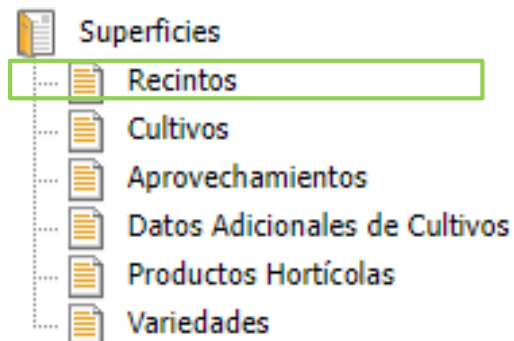 Superficies
Recintos
Cultivos
Aprovechamientos
Datos Adicionales de Cultivos
Productos Hortícolas
Variedades